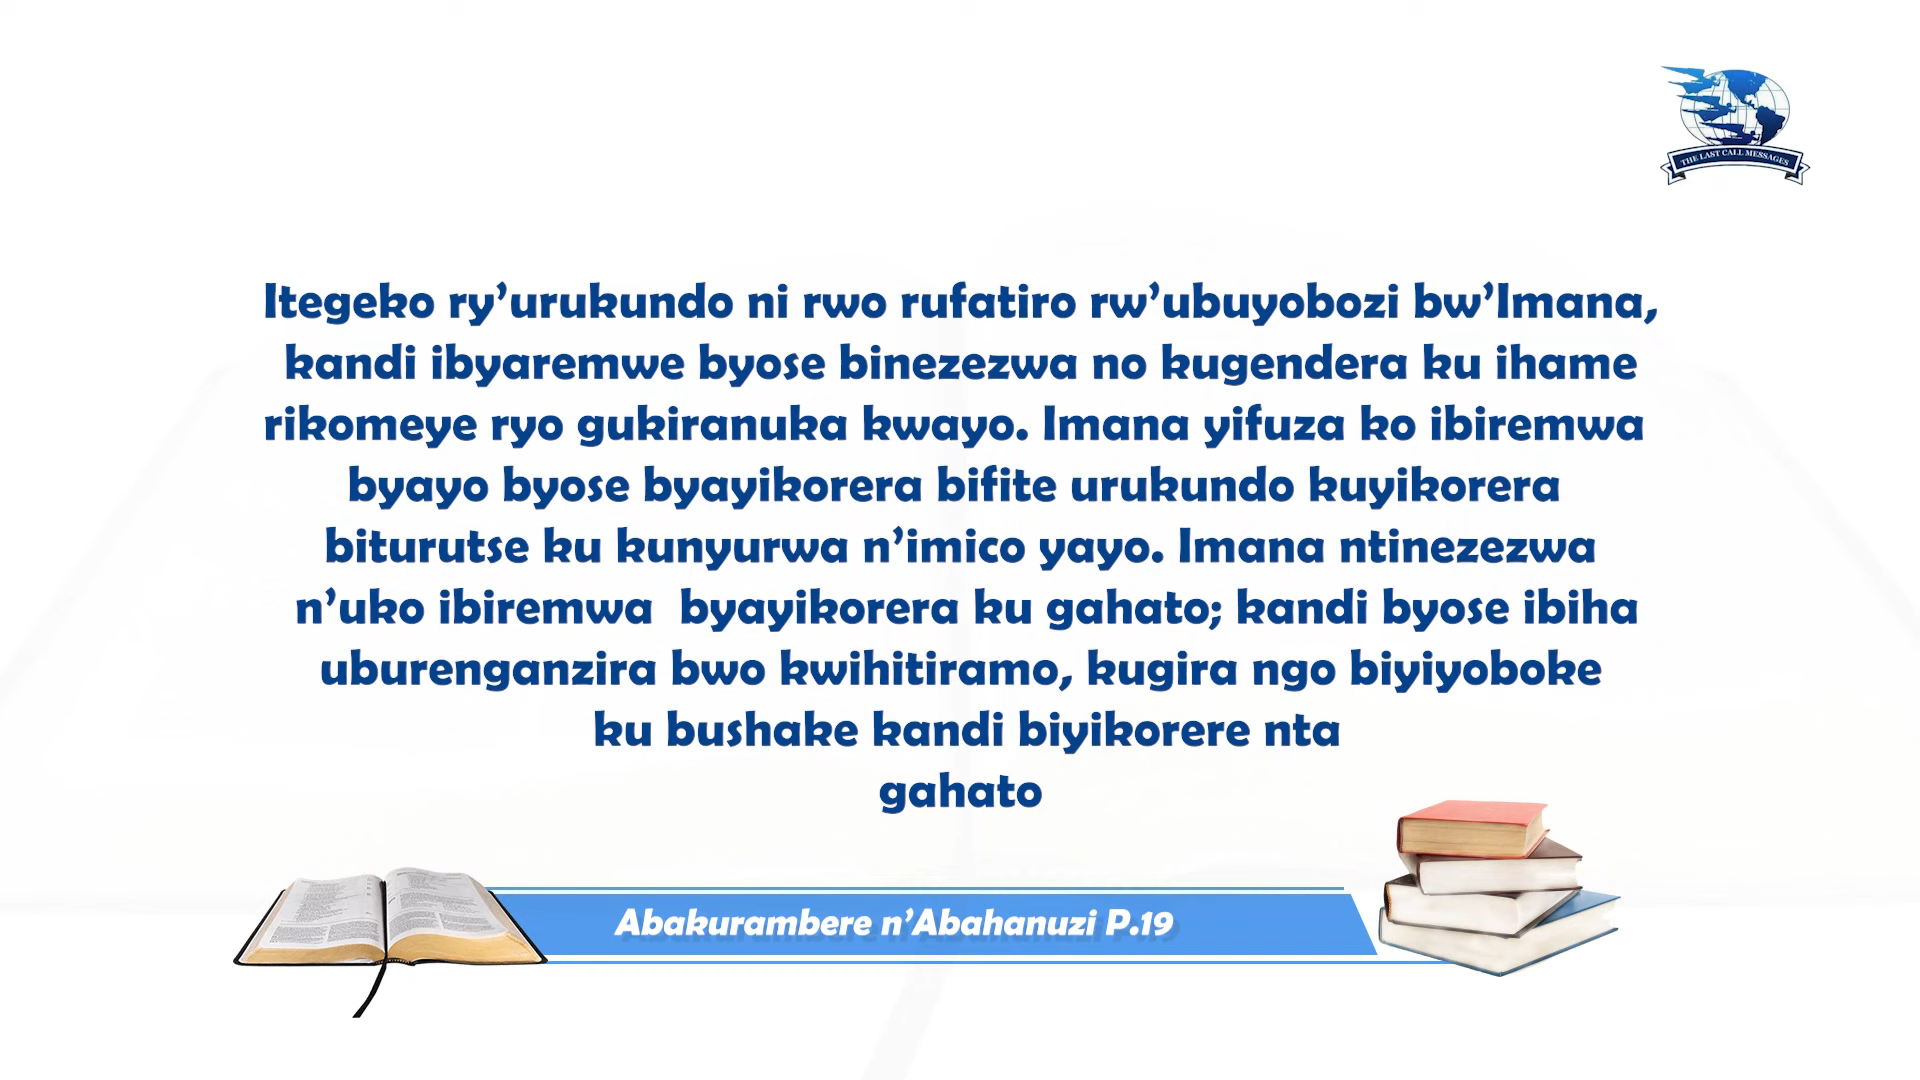 THE LAST CALL MESSAGES
Itegeko ry’urukundo ni rwo rufatiro rw’ubuyobozi bw’Imana,
kandi ibyaremwe byose binezezwa no kugendera ku ihame
rikomeye ryo gukiranuka kwayo. Imana yifuza ko ibiremwa
byayo byose byayikorera bifite urukundo kuyikorera
biturutse ku kunyurwa n’imico yayo. Imana ntinezezwa
n’uko ibiremwa  byayikorera ku gahato; kandi byose ibiha
uburenganzira bwo kwihitiramo, kugira ngo biyiyoboke
ku bushake kandi biyikorere nta
gahato
Abakurambere n’Abahanuzi P.19